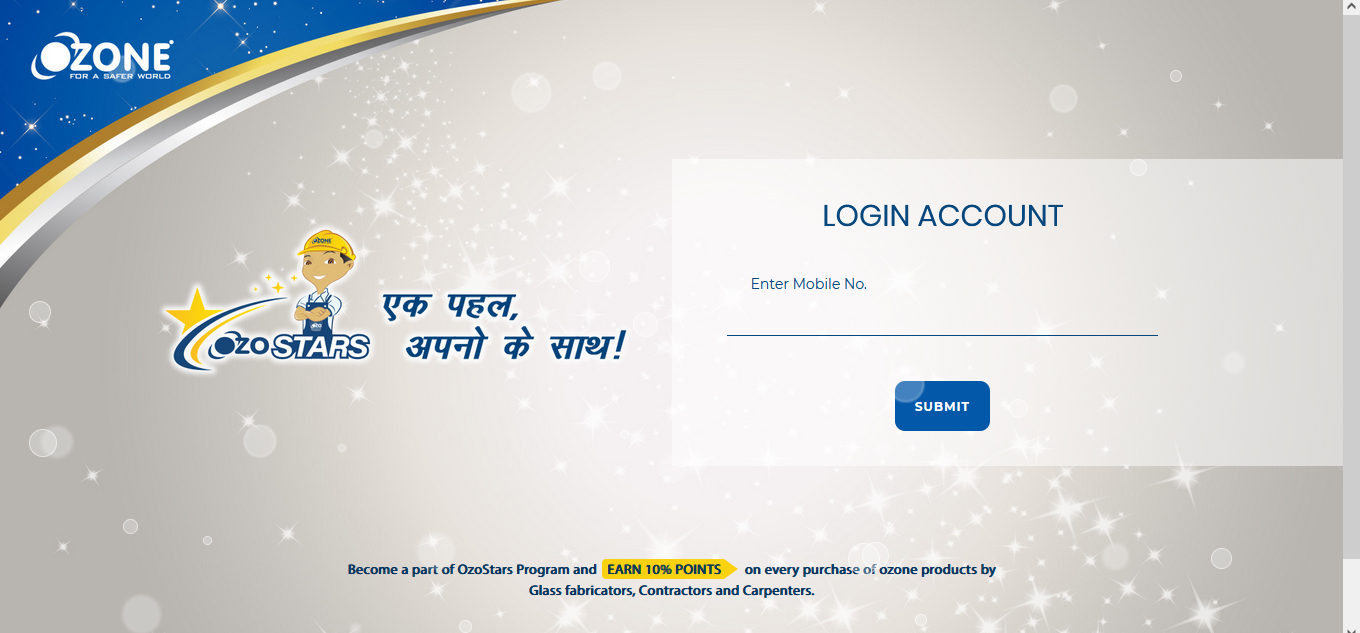 OZONE
FOR A SAFER WORLD
LOGIN ACCOUNT
Enter Mobile No.
SUBMIT
OZONE
OZO
OZOSTARS
एक पहल,
अपनो के साथ!
Become a part of OzoStars Program and EARN 10% POINTS on every purchase of ozone products by
Glass fabricators, Contractors and Carpenters.